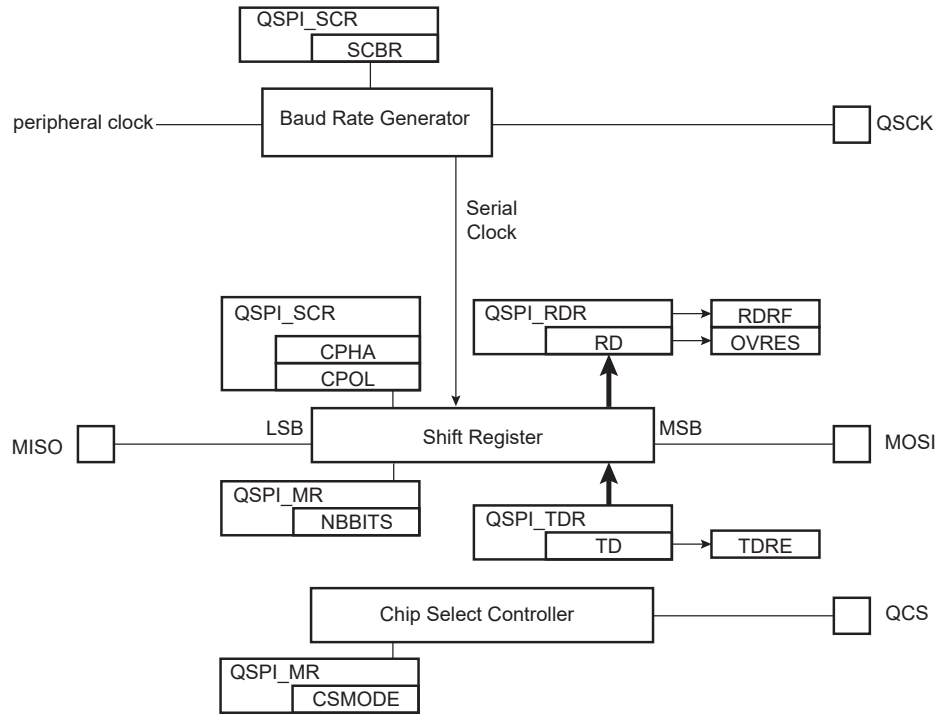 QSPI_SCR
SCBR
peripheral clock
Baud Rate Generator
QSCK
Serial
Clock
QSPI_SCR
CPHA
CPOL
QSPI_RDR
RD
RDRF
OVRES
MISO
LSB
Shift Register
MSB
MOSI
QSPI_MR
NBBITS
QSPI_TDR
TD
TDRE
Chip Select Controller
QCS
QSPI_MR
CSMODE